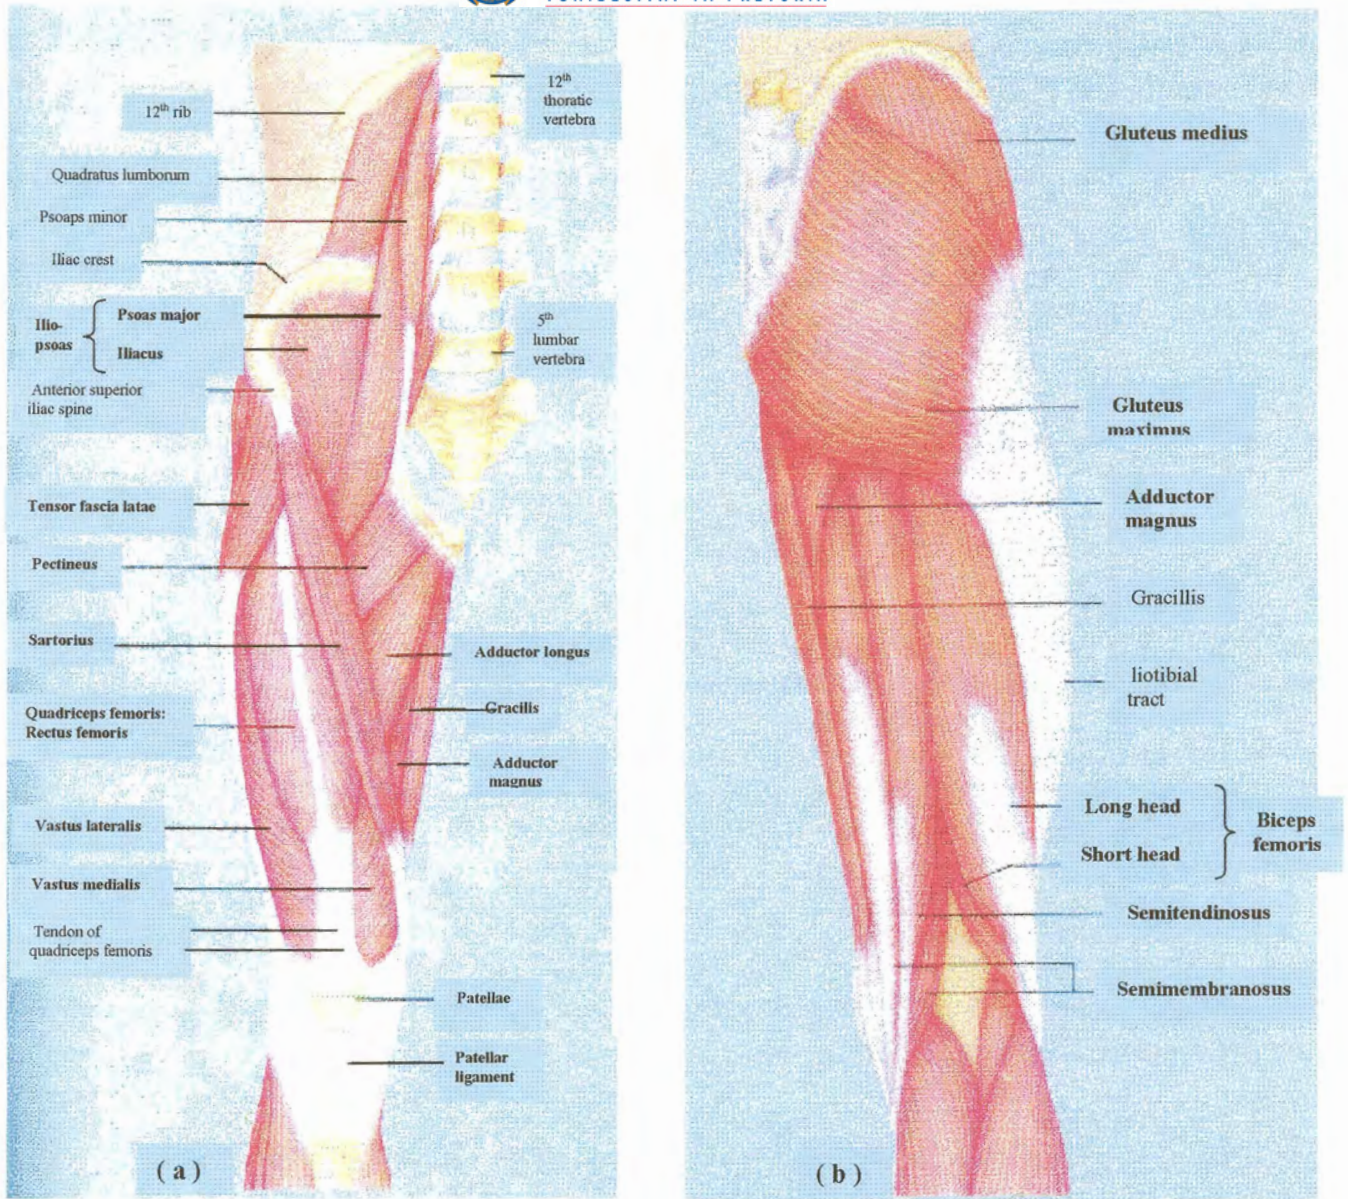 12th rib
12th
thoratic
vertebra
Quadratus lumborum
Psoaps minor
Iliac crest
Ilio-
psoas
Psoas major
Iliacus
5th
lumbar
vertebra
Anterior superior
iliac spine
Tensor fascia latae
Pectineus
Sartorius
Adductor longus
Quadriceps femoris:
Rectus femoris
Gracilis
Adductor
magnus
Vastus lateralis
Vastus medialis
Tendon of
quadriceps femoris
Patellae
Patellar
ligament
( a )
Gluteus medius
Gluteus
maximus
Adductor
magnus
Gracillis
liotibial
tract
Long head
Short head
Biceps
femoris
Semitendinosus
Semimembranosus
( b )